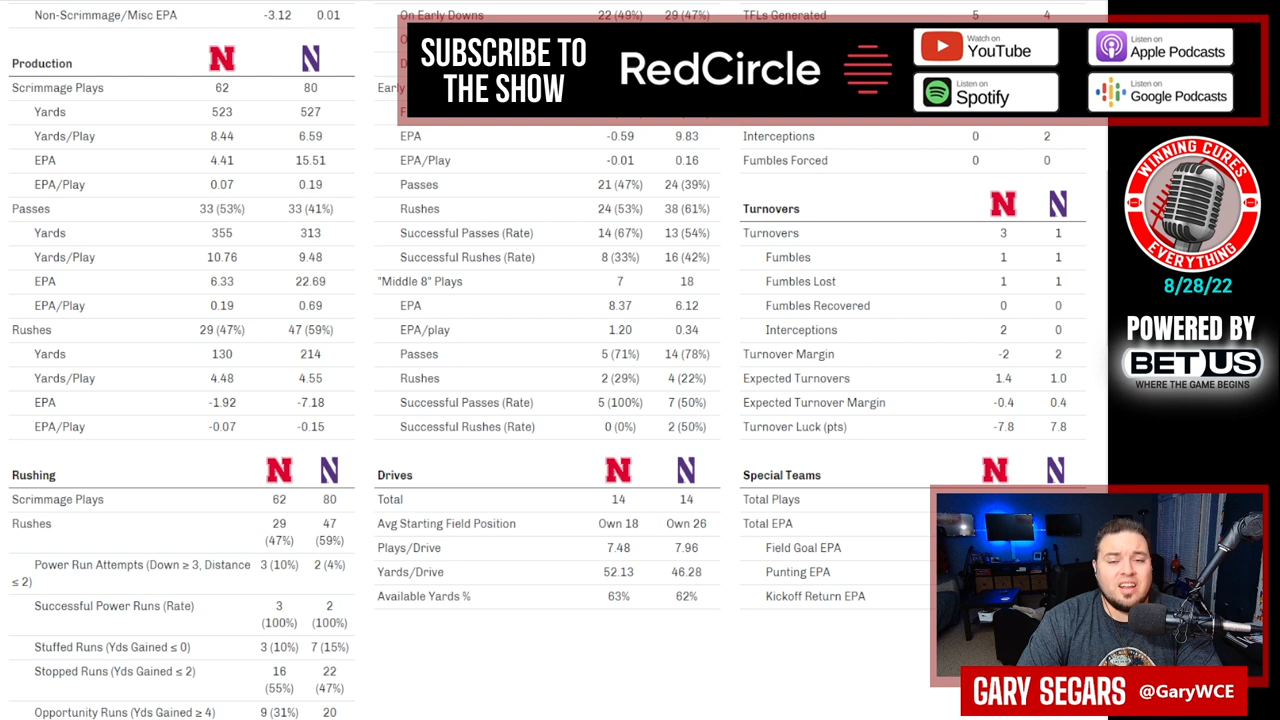 Non-Scrimmage/Misc EPA -3.12 0.01
Production N N
Scrimmage Plays 62 80
Yards 523 527
Yards/Play 8.44 6.59
EPA 4.41 15.51
EPA/Play 0.07 0.19
Passes 33 (53%) 33 (41%)
Yards 355 313
Yards/Play 10.76 9.48
EPA 6.33 22.69
EPA/Play 0.19 0.69
Rushes 29 (47%) 47 (59%)
Yards 130 214
Yards/Play 4.48 4.55
EPA -1.92 -7.18
EPA/Play -0.07 -0.15
Rushing N N
Scrimmage Plays 62 80
Rushes 29 47
(47%) (59%)
Power Run Attempts (Down ≥ 3, Distance 3 (10%) 2 (4%)
≤ 2)
Successful Power Runs (Rate) 3 2
(100%) (100%)
Stuffed Runs (Yds Gained ≤ 0) 3 (10%) 7 (15%)
Stopped Runs (Yds Gained ≤ 2) 16 22
(55%) (47%)
Opportunity Runs (Yds Gained ≥ 4) 9 (31%) 20
On Early Downs 22 (49%) 29 (47%)
Early
EPA -0.59 9.83
EPA/Play -0.01 0.16
Passes 21 (47%) 24 (39%)
Rushes 24 (53%) 38 (61%)
Successful Passes (Rate) 14 (67%) 13 (54%)
Successful Rushes (Rate) 8 (33%) 16 (42%)
"Middle 8" Plays 7 18
EPA 8.37 6.12
EPA/play 1.20 0.34
Passes 5 (71%) 14 (78%)
Rushes 2 (29%) 4 (22%)
Successful Passes (Rate) 5 (100%) 7 (50%)
Successful Rushes (Rate) 0 (0%) 2 (50%)
Drives N N
Total 14 14
Avg Starting Field Position Own 18 Own 26
Plays/Drive 7.48 7.96
Yards/Drive 52.13 46.28
Available Yards % 63% 62%
TFLs Generated 5 4
Interceptions 0 2
Fumbles Forced 0 0
Turnovers N N
Turnovers 3 1
Fumbles 1 1
Fumbles Lost 1 1
Fumbles Recovered 0 0
Interceptions 2 0
Turnover Margin -2 2
Expected Turnovers 1.4 1.0
Expected Turnover Margin -0.4 0.4
Turnover Luck (pts) -7.8 7.8
Special Teams N N
Total Plays
Total EPA
Field Goal EPA
Punting EPA
Kickoff Return EPA
SUBSCRIBE TO
THE SHOW
RedCircle
Watch on
YouTube
Listen on
Spotify
Listen on
Apple Podcasts
Listen on
Google Podcasts
WINNING CURES
EVERYTHING
8/28/22
POWERED BY
BETUS
WHERE THE GAME BEGINS
GARY SEGARS @GaryWCE